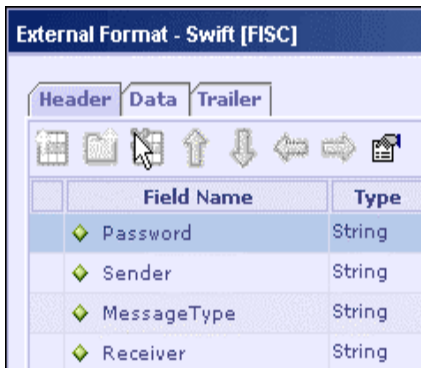 External Format - Swift [FISC]
Header Data Trailer
Field Name Type
Password String
Sender String
MessageType String
Receiver String